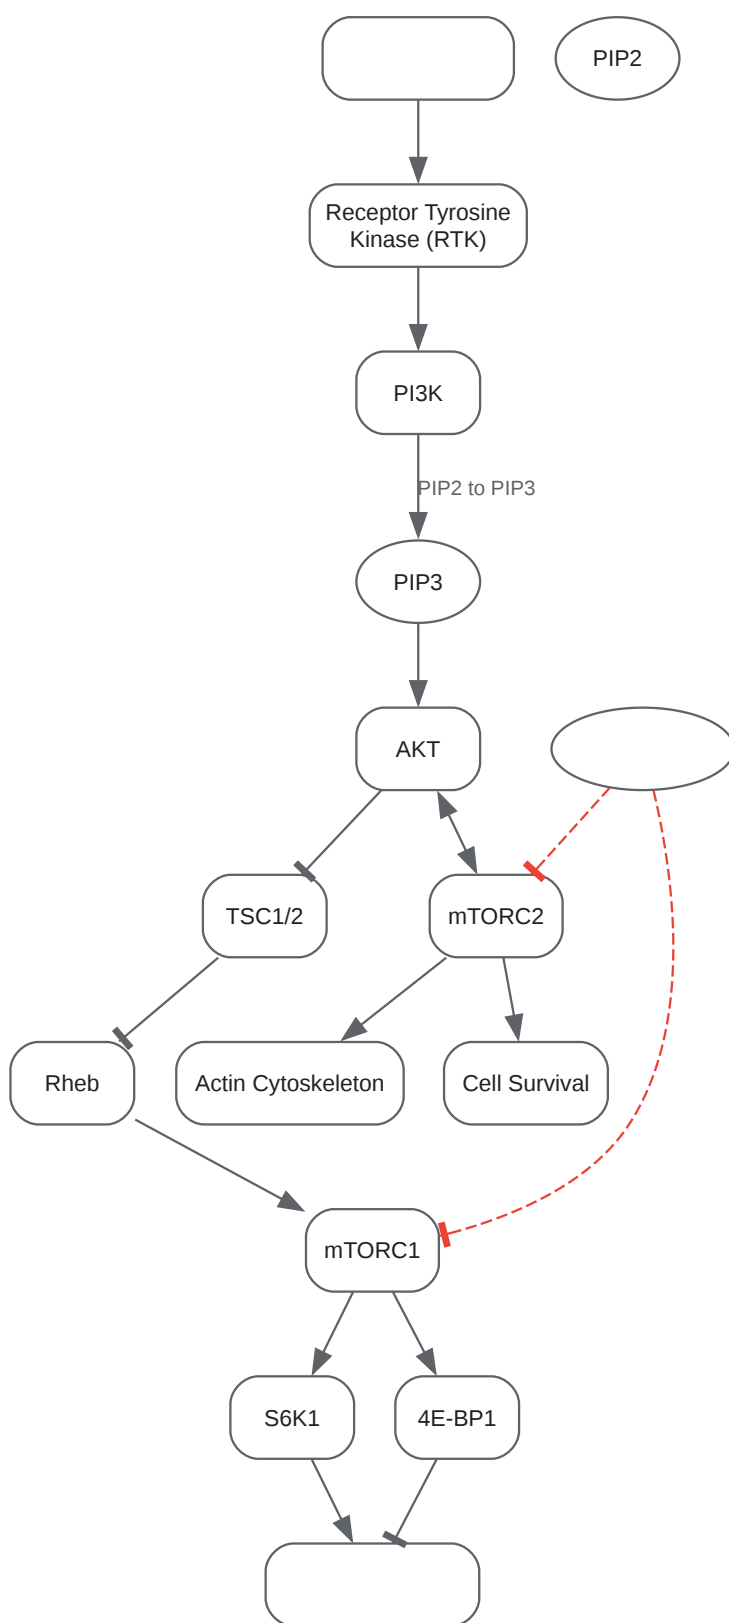 PIP2
Receptor Tyrosine
Kinase (RTK)
PI3K
PIP2 to PIP3
PIP3
AKT
TSC1/2
mTORC2
Rheb
Actin Cytoskeleton
Cell Survival
mTORC1
S6K1
4E-BP1